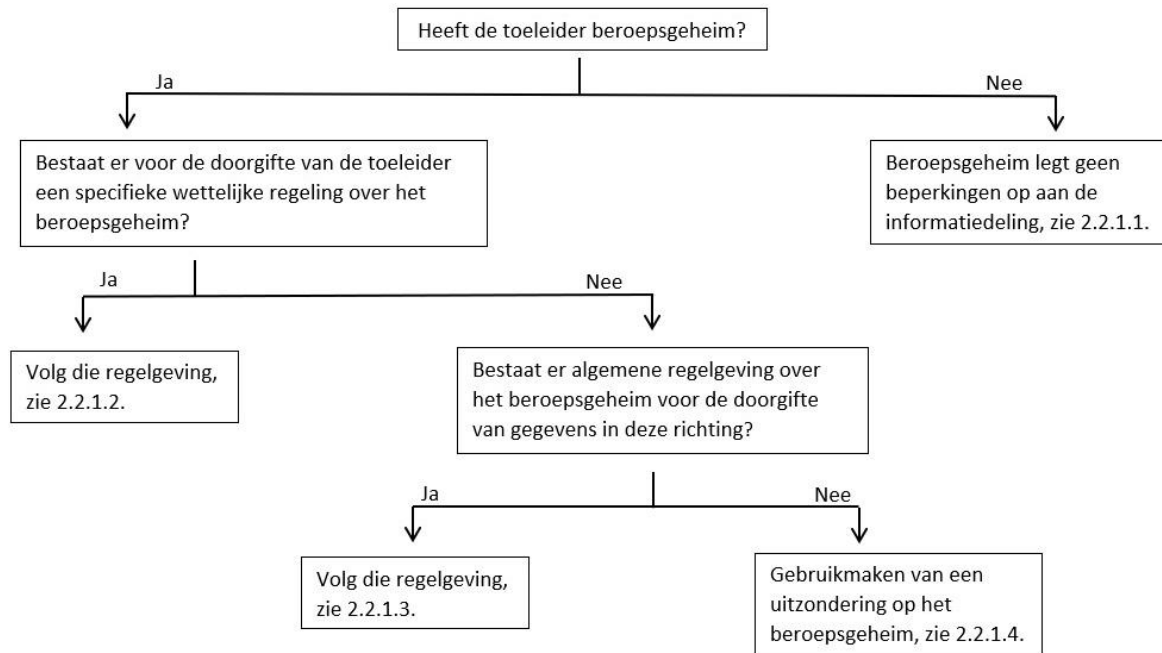 Heeft de toeleider beroepsgeheim?
Ja
Nee
Bestaat er voor de doorgifte van de toeleider
een specifieke wettelijke regeling over het
beroepsgeheim?
Beroepsgeheim legt geen
beperkingen op aan de
informatiedeling, zie 2.2.1.1.
Ja
Nee
Volg die regelgeving,
zie 2.2.1.2.
Bestaat er algemene regelgeving over
het beroepsgeheim voor de doorgifte
van gegevens in deze richting?
Ja
Nee
Volg die regelgeving,
zie 2.2.1.3.
Gebruikmaken van een
uitzondering op het
beroepsgeheim, zie 2.2.1.4.